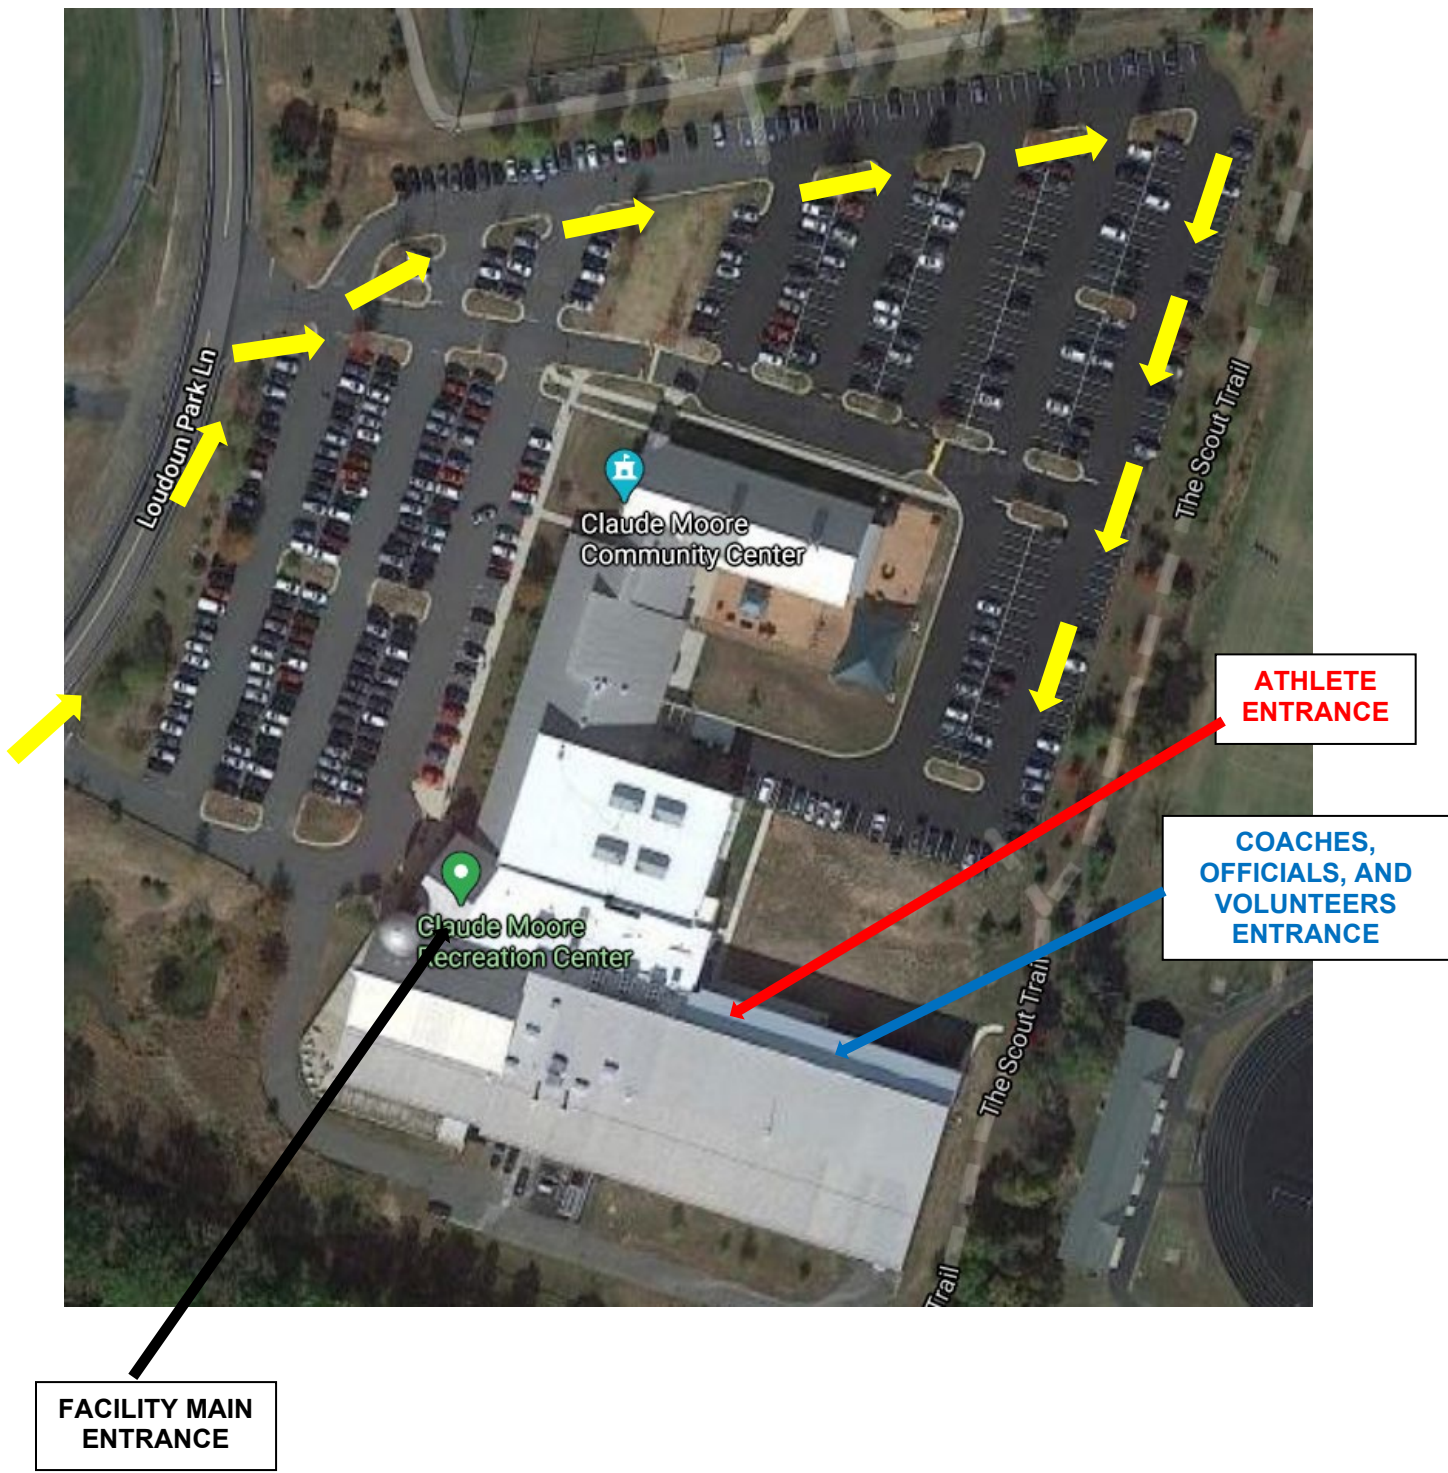 Loudoun Park Ln
The Scout Trail
Claude Moore
Community Center
ATHLETE
ENTRANCE
COACHES,
OFFICIALS, AND
VOLUNTEERS
ENTRANCE
Claude Moore
Recreation Center
The Scout Trail
Trail
FACILITY MAIN
ENTRANCE